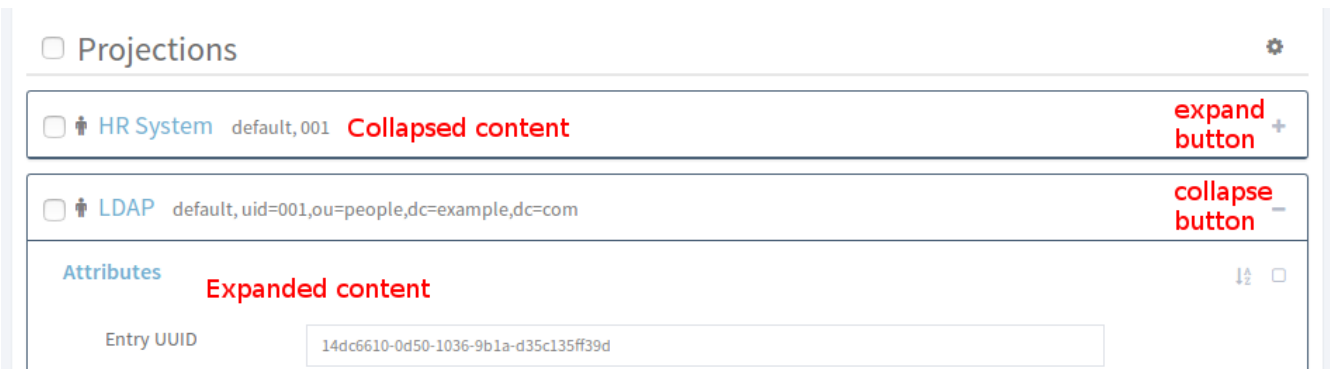 Projections
HR System default, 001 Collapsed content expand button
LDAP default, uid=001,ou=people,dc=example,dc=com collapse button
Attributes
Expanded content
Entry UUID 14dc6610-0d50-1036-9b1a-d35c135ff39d